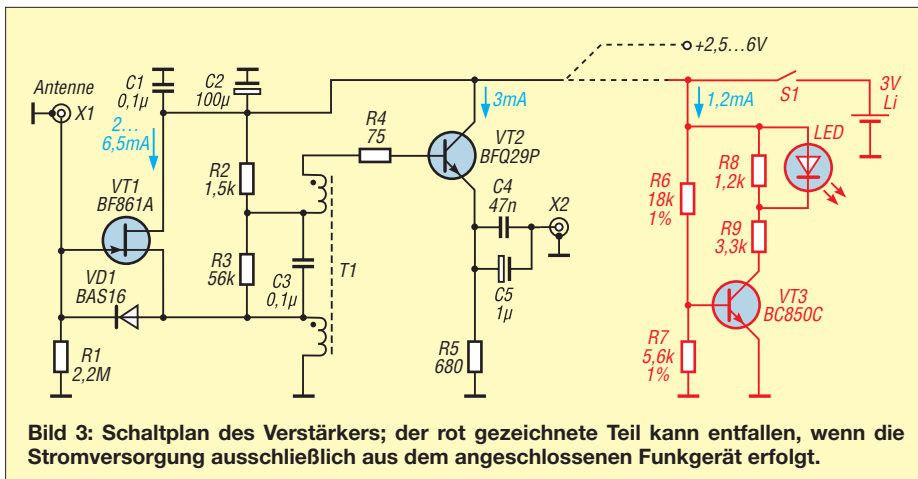 +2,5...6V
Antenne
X1
C1
0,1µ
C2
100µ
2...
6,5mA
R4
75
3mA
VT2
BFQ29P
1,2mA
S1
3V
Li
LED
VT1
BF861A
R2
1,5k
C4
47n
X2
R6
18k
1%
R8
1,2k
R9
3,3k
VD1
BAS16
R3
56k
C3
0,1µ
T1
C5
1µ
VT3
BC850C
R1
2,2M
R5
680
R7
5,6k
1%
Bild 3: Schaltplan des Verstärkers; der rot gezeichnete Teil kann entfallen, wenn die
Stromversorgung ausschließlich aus dem angeschlossenen Funkgerät erfolgt.